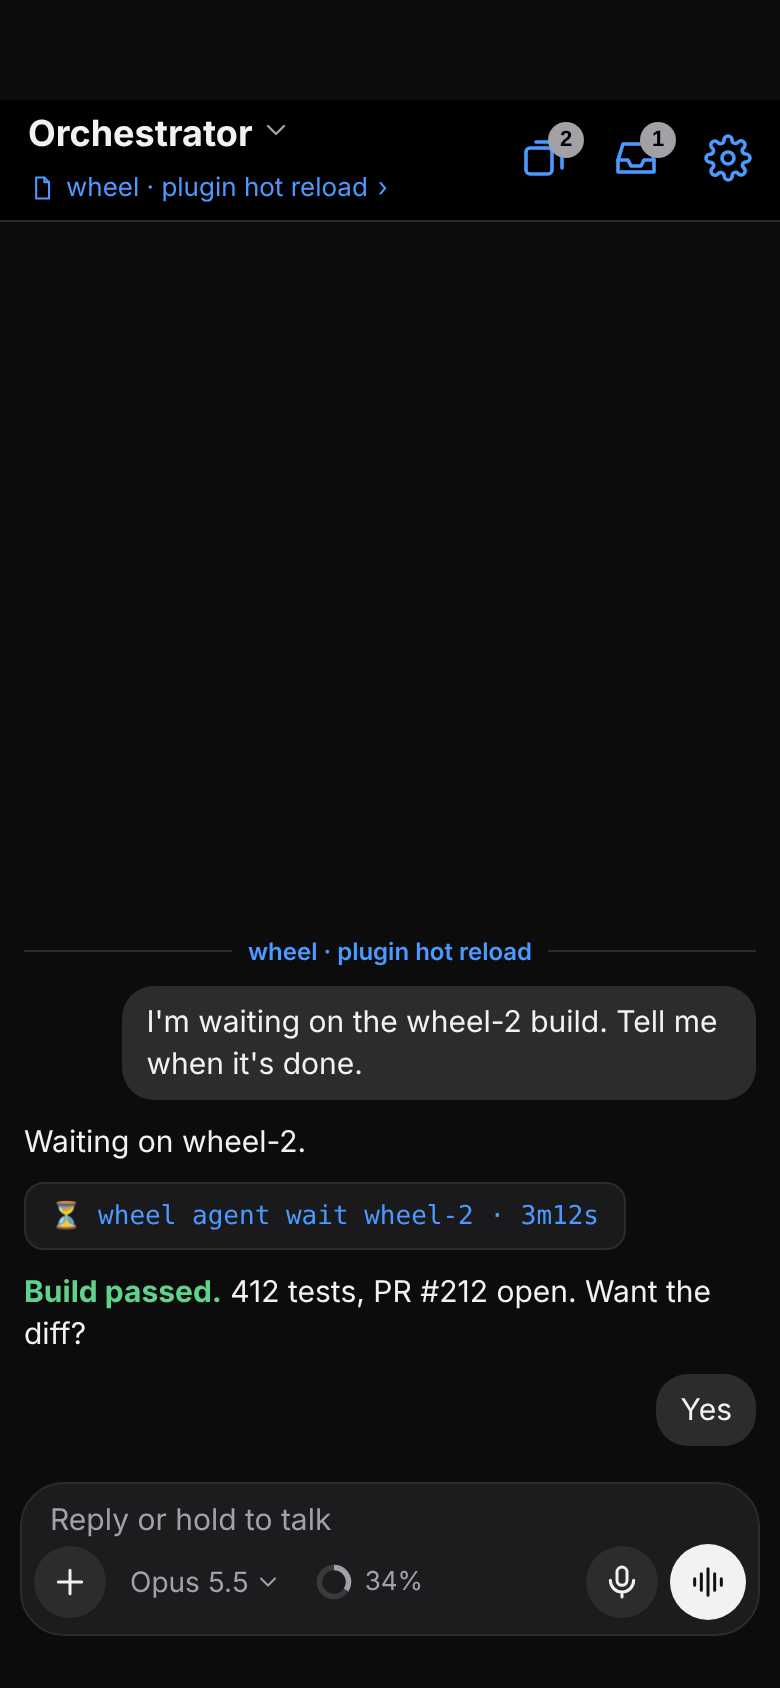 Orchestrator
2
1
wheel · plugin hot reload ›
wheel · plugin hot reload
I'm waiting on the wheel-2 build. Tell me
when it's done.
Waiting on wheel-2.
⏳ wheel agent wait wheel-2 · 3m12s
Build passed. 412 tests, PR #212 open. Want the
diff?
Yes
Reply or hold to talk
Opus 5.5
34%